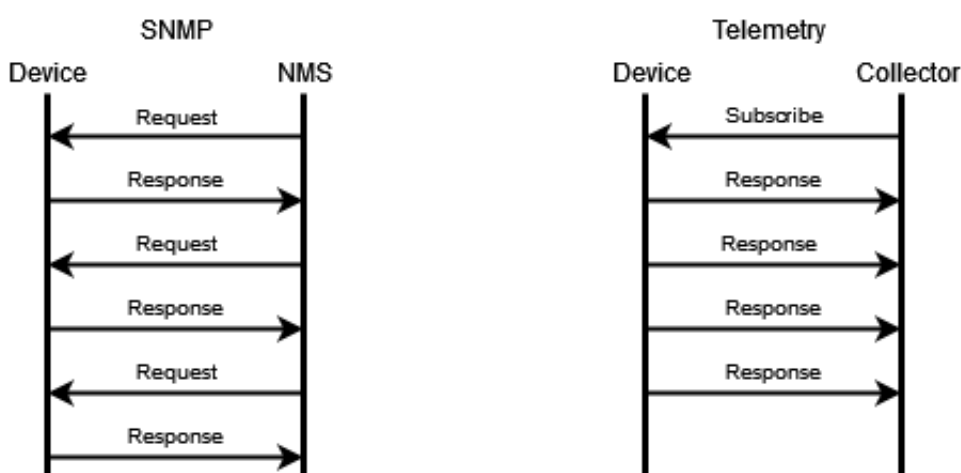 SNMP
Device NMS
Request
Response
Request
Response
Request
Response
Telemetry
Device Collector
Subscribe
Response
Response
Response
Response